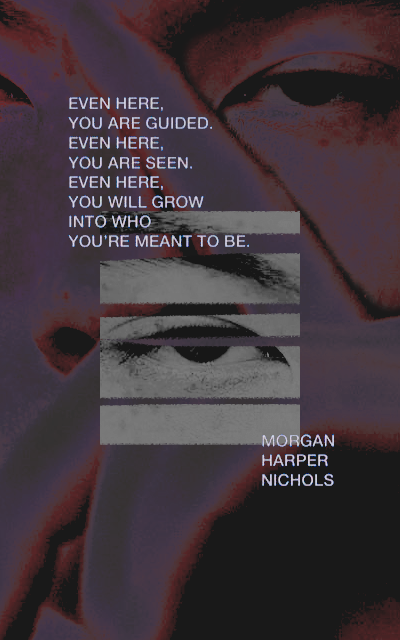 EVEN HERE,
YOU ARE GUIDED.
EVEN HERE,
YOU ARE SEEN.
EVEN HERE,
YOU WILL GROW
INTO WHO
YOU'RE MEANT TO BE.
MORGAN
HARPER
NICHOLS